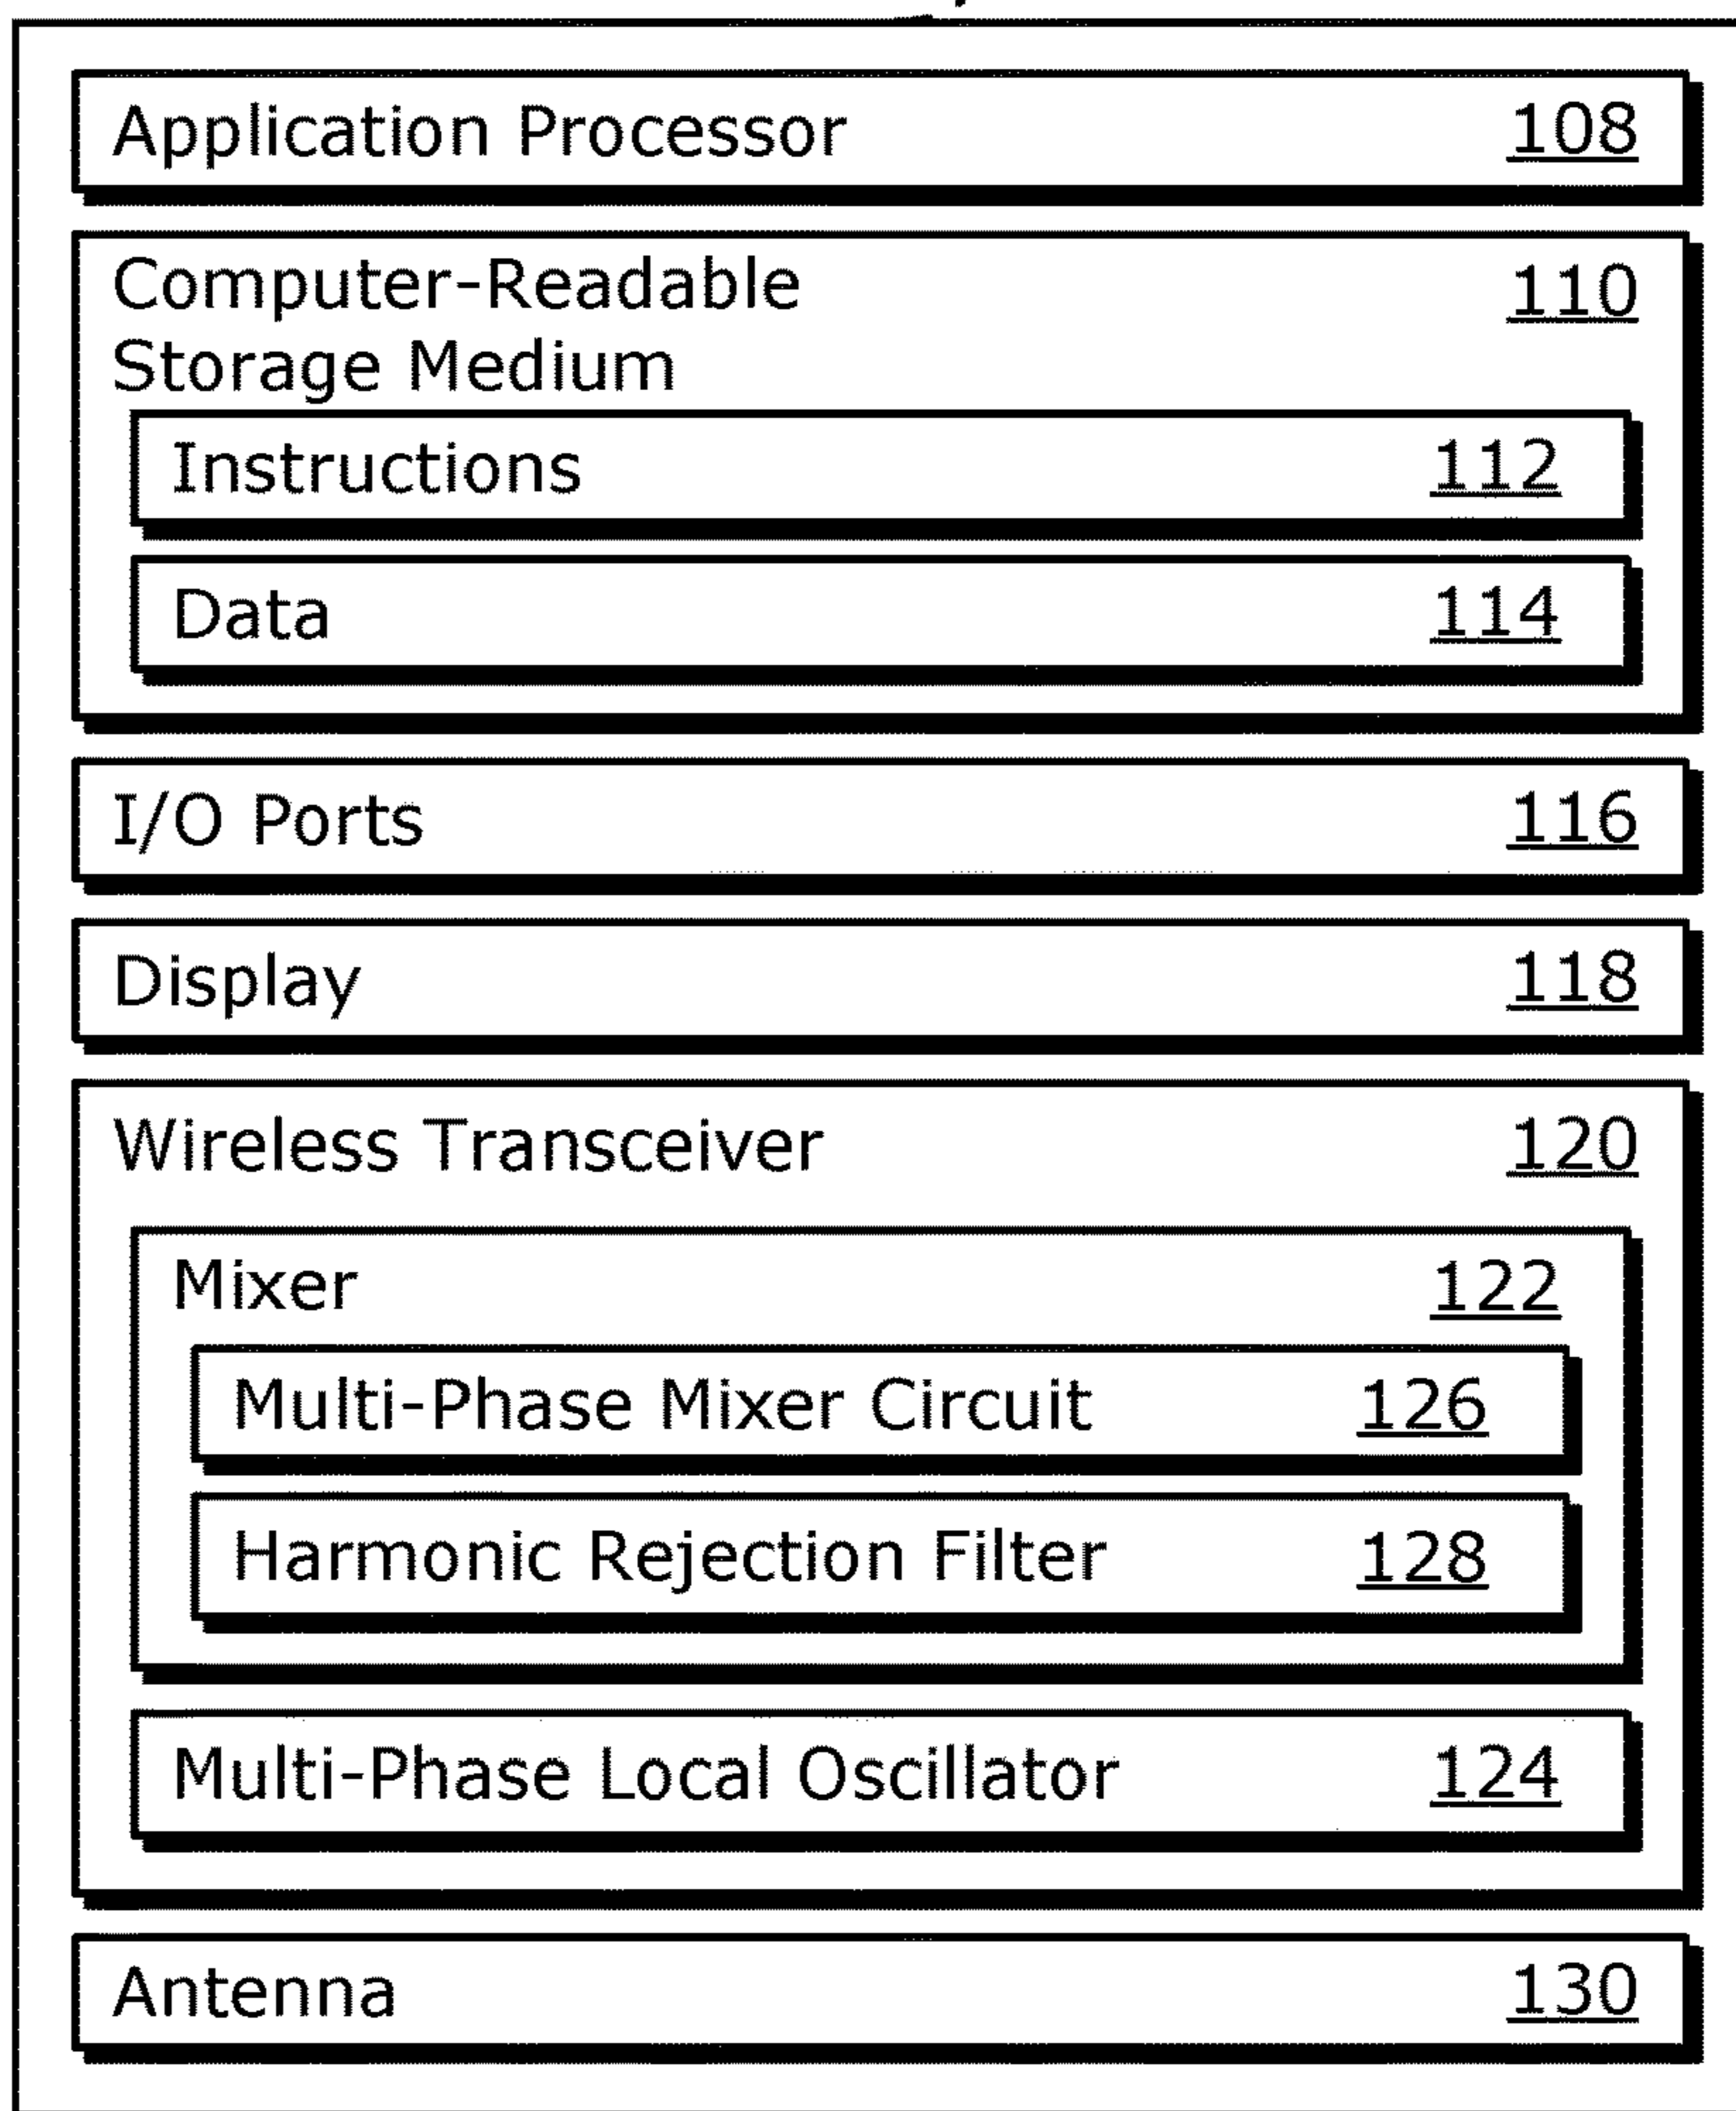 Application Processor 108
Computer-Readable 110
Storage Medium
Instructions 112
Data 114
I/O Ports 116
Display 118
Wireless Transceiver 120
Mixer 122
Multi-Phase Mixer Circuit 126
Harmonic Rejection Filter 128
Multi-Phase Local Oscillator 124
Antenna 130